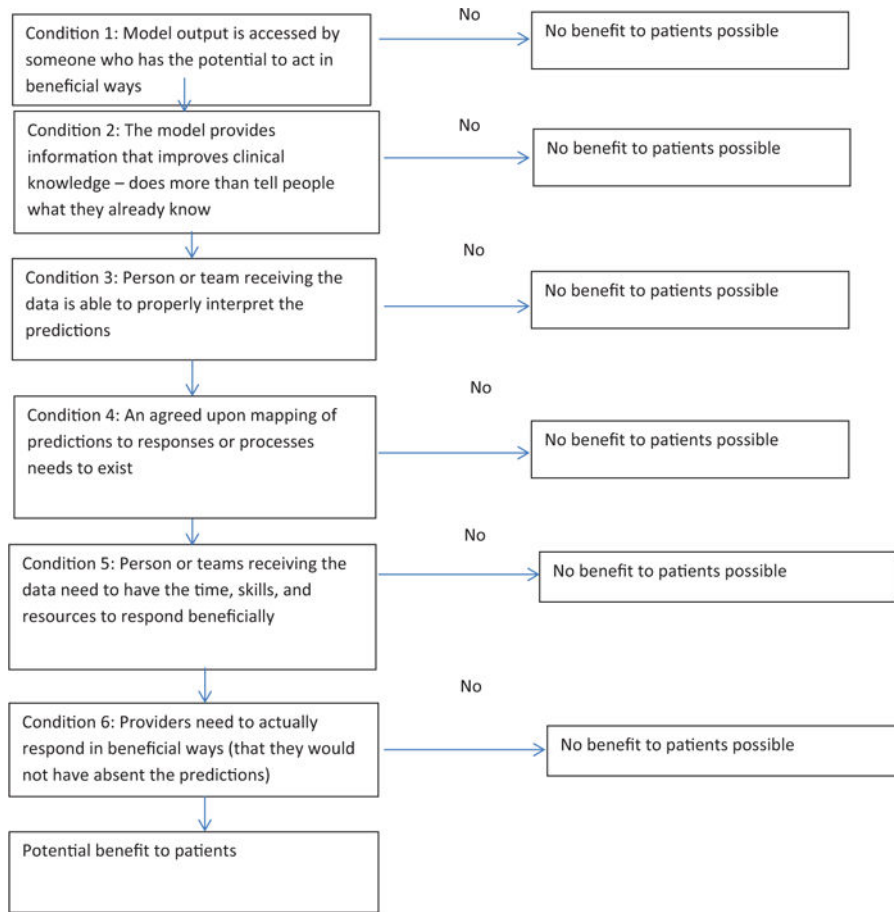 Condition 1: Model output is accessed by
someone who has the potential to act in
beneficial ways
No
No benefit to patients possible
Condition 2: The model provides
information that improves clinical
knowledge – does more than tell people
what they already know
No
No benefit to patients possible
Condition 3: Person or team receiving the
data is able to properly interpret the
predictions
No
No benefit to patients possible
Condition 4: An agreed upon mapping of
predictions to responses or processes
needs to exist
No
No benefit to patients possible
Condition 5: Person or teams receiving the
data need to have the time, skills, and
resources to respond beneficially
No
No benefit to patients possible
Condition 6: Providers need to actually
respond in beneficial ways (that they would
not have absent the predictions)
No
No benefit to patients possible
Potential benefit to patients